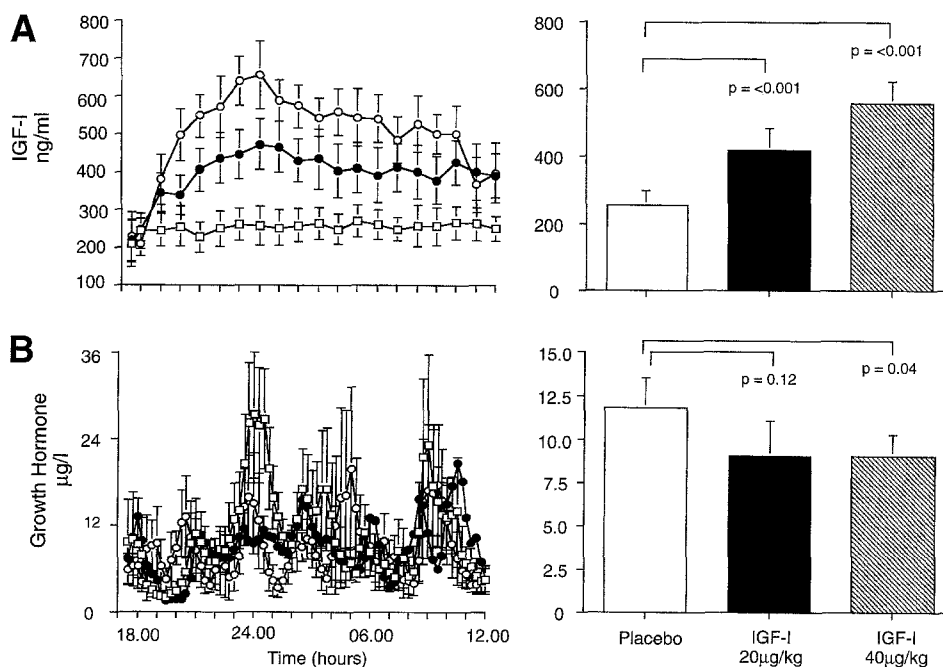 A
IGF-I
ng/ml
800
700
600
500
400
300
200
100
800
600
400
200
0
p = <0.001
p = <0.001
B
Growth Hormone
µg/l
36
24
12
0
18.00
24.00
06.00
12.00
Time (hours)
15.0
12.5
10.0
7.5
5.0
2.5
0
p = 0.12
p = 0.04
Placebo
IGF-I
20µg/kg
IGF-I
40µg/kg